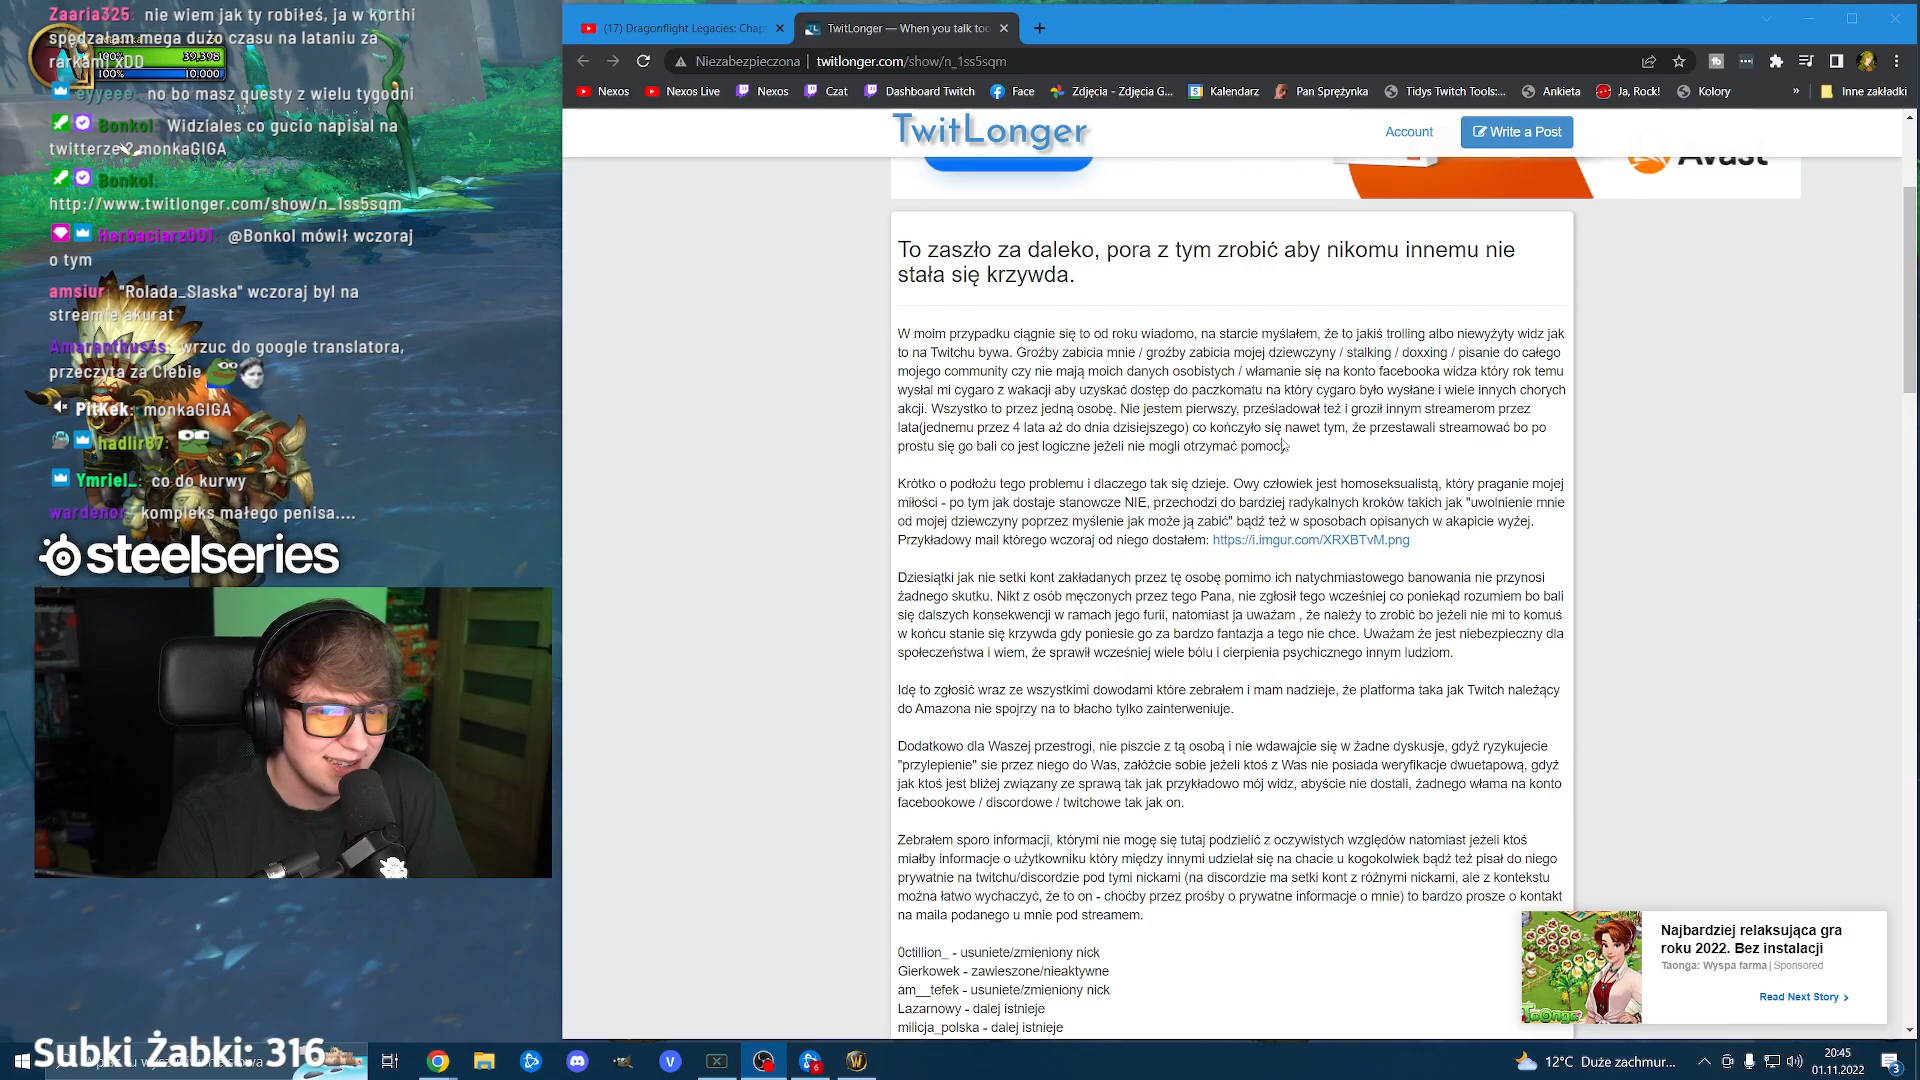 Zaaria325: nie wiem jak ty robiłeś, ja w korthi
spędzałam mega dużo czasu na lataniu za
rarkami xDD
100% 39,398
100% 10,000
eyyeee: no bo masz questy z wielu tygodni
Bonkol: Widziales co gucio napisal na
twitterze? monkaGIGA
Bonkol:
http://www.twitlonger.com/show/n_1ss5sqm
Herbaciarz001: @Bonkol mówił wczoraj
o tym
amsiur: "Rolada_Slaska" wczoraj byl na
streamie akurat
Amaranthusss: wrzuc do google translatora,
przeczyta za Ciebie
PitKek: monkaGIGA
hadlir87:
Ymriel_: co do kurwy
wardenor: kompleks małego penisa....
steelseries
Subki Żabki: 316
(17) Dragonflight Legacies: Chap
TwitLonger — When you talk too
Niezabezpieczona | twitlonger.com/show/n_1ss5sqm
Nexos
Nexos Live
Nexos
Czat
Dashboard Twitch
Face
Zdjęcia – Zdjęcia G...
Kalendarz
Pan Sprężynka
Tidys Twitch Tools:...
Ankieta
Ja, Rock!
Kolory
»
Inne zakładki
TwitLonger
Account
Write a Post
Avast
To zaszło za daleko, pora z tym zrobić aby nikomu innemu nie
stała się krzywda.
W moim przypadku ciągnie się to od roku wiadomo, na starcie myślałem, że to jakiś trolling albo niewyżyty widz jak
to na Twitchu bywa. Groźby zabicia mnie / groźby zabicia mojej dziewczyny / stalking / doxxing / pisanie do całego
mojego community czy nie mają moich danych osobistych / włamanie się na konto facebooka widza który rok temu
wysłał mi cygaro z wakacji aby uzyskać dostęp do paczkomatu na który cygaro było wysłane i wiele innych chorych
akcji. Wszystko to przez jedną osobę. Nie jestem pierwszy, prześladował też i groził innym streamerom przez
lata(jednemu przez 4 lata aż do dnia dzisiejszego) co kończyło się nawet tym, że przestawali streamować bo po
prostu się go bali co jest logiczne jeżeli nie mogli otrzymać pomocy.
Krótko o podłożu tego problemu i dlaczego tak się dzieje. Owy człowiek jest homoseksualistą, który praganie mojej
miłości - po tym jak dostaje stanowcze NIE, przechodzi do bardziej radykalnych kroków takich jak "uwolnienie mnie
od mojej dziewczyny poprzez myślenie jak może ją zabić" bądź też w sposobach opisanych w akapicie wyżej.
Przykładowy mail którego wczoraj od niego dostałem: https://i.imgur.com/XRXBTvM.png
Dziesiątki jak nie setki kont zakładanych przez tę osobę pomimo ich natychmiastowego banowania nie przynosi
żadnego skutku. Nikt z osób męczonych przez tego Pana, nie zgłosił tego wcześniej co poniekąd rozumiem bo bali
się dalszych konsekwencji w ramach jego furii, natomiast ja uważam , że należy to zrobić bo jeżeli nie mi to komuś
w końcu stanie się krzywda gdy poniesie go za bardzo fantazja a tego nie chce. Uważam że jest niebezpieczny dla
społeczeństwa i wiem, że sprawił wcześniej wiele bólu i cierpienia psychicznego innym ludziom.
Idę to zgłosić wraz ze wszystkimi dowodami które zebrałem i mam nadzieje, że platforma taka jak Twitch należący
do Amazona nie spojrzy na to błacho tylko zainterweniuje.
Dodatkowo dla Waszej przestrogi, nie piszcie z tą osobą i nie wdawajcie się w żadne dyskusje, gdyż ryzykujecie
"przylepienie" sie przez niego do Was, załóźcie sobie jeżeli ktoś z Was nie posiada weryfikacje dwuetapową, gdyż
jak ktoś jest bliżej związany ze sprawą tak jak przykładowo mój widz, abyście nie dostali, żadnego włama na konto
facebookowe / discordowe / twitchowe tak jak on.
Zebrałem sporo informacji, którymi nie mogę się tutaj podzielić z oczywistych względów natomiast jeżeli ktoś
miałby informacje o użytkowniku który między innymi udzielał się na chacie u kogokolwiek bądź też pisał do niego
prywatnie na twitchu/discordzie pod tymi nickami (na discordzie ma setki kont z różnymi nickami, ale z kontekstu
można łatwo wychaczyć, że to on - choćby przez prośby o prywatne informacje o mnie) to bardzo prosze o kontakt
na maila podanego u mnie pod streamem.
0ctillion_ - usuniete/zmieniony nick
Gierkowek - zawieszone/nieaktywne
am__tefek - usuniete/zmieniony nick
Lazarnowy - dalej istnieje
milicja_polska - dalej istnieje
Najbardziej relaksująca gra
roku 2022. Bez instalacji
Taonga: Wyspa farma | Sponsored
Read Next Story
TaOnga
12°C Duże zachmur...
20:45
01.11.2022